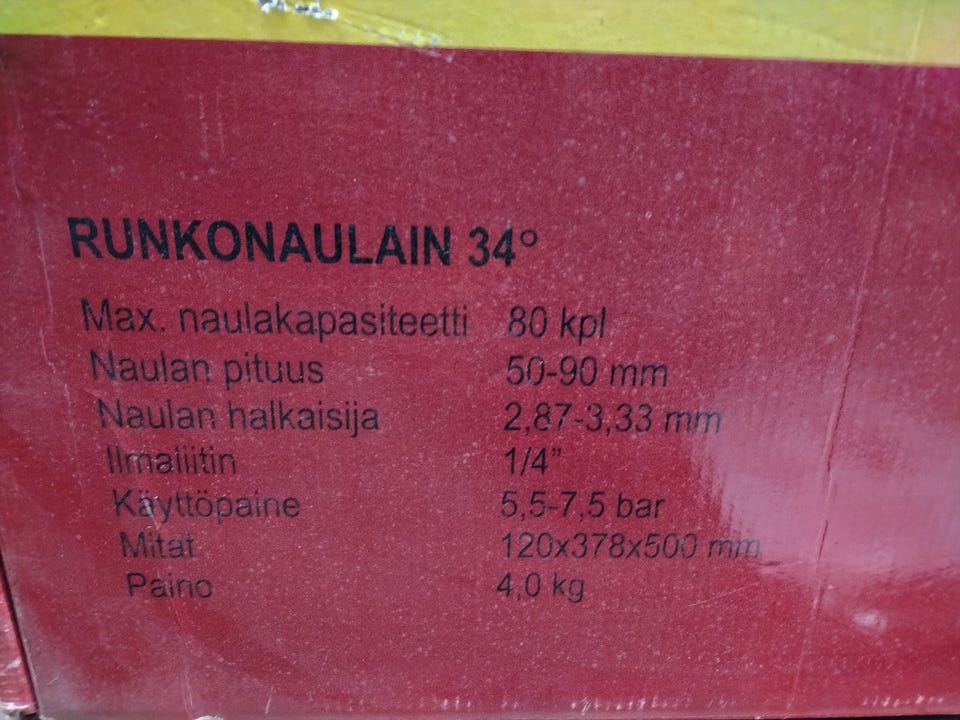 RUNKONAULAIN 34°
Max. naulakapasiteetti 80 kpl
Naulan pituus 50-90 mm
Naulan halkaisija 2,87-3,33 mm
Ilmaliitin 1/4"
Käyttöpaine 5,5-7,5 bar
Mitat 120x378x500 mm
Paino 4,0 kg